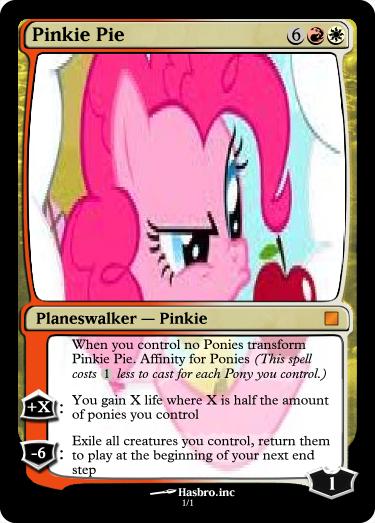 Pinkie Pie 6
Planeswalker — Pinkie
When you control no Ponies transform
Pinkie Pie. Affinity for Ponies (This spell
costs 1 less to cast for each Pony you control.)
+X: You gain X life where X is half the amount
of ponies you control
-6: Exile all creatures you control, return them
to play at the beginning of your next end
step
1
Hasbro.inc
1/1